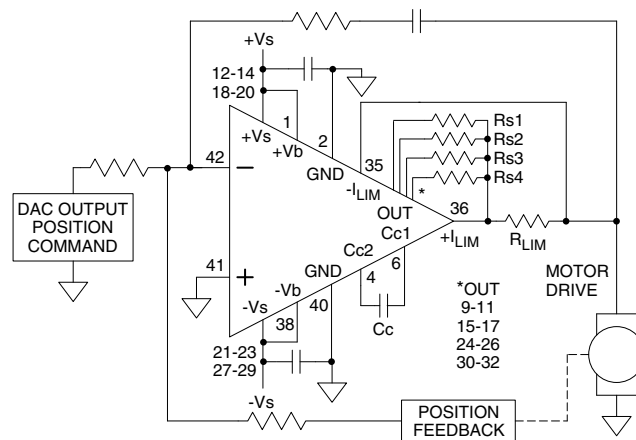 +Vs
12-14
18-20
1
+Vs
+Vb
2
GND
35
-ILIM
Rs1
Rs2
Rs3
Rs4
*
OUT
42
−
36
+ILIM
RLIM
DAC OUTPUT
POSITION
COMMAND
Cc1
Cc2
6
4
Cc
41
+
GND
-Vb
-Vs
40
38
21-23
27-29
-Vs
*OUT
9-11
15-17
24-26
30-32
MOTOR
DRIVE
POSITION
FEEDBACK